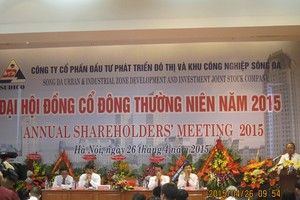 CÔNG TY CỔ PHẦN ĐẦU TƯ PHÁT TRIỂN ĐÔ THỊ VÀ KHU CÔNG NGHIỆP SÔNG ĐÀ
SONG DA URBAN & INDUSTRIAL ZONE DEVELOPMENT AND INVESTMENT JOINT STOCK COMPANY
SUDICO
ĐẠI HỘI ĐỒNG CỔ ĐÔNG THƯỜNG NIÊN NĂM 2015
ANNUAL SHAREHOLDERS' MEETING 2015
Hà Nội, ngày 26 tháng 4 năm 2015
2015/04/26 09:54